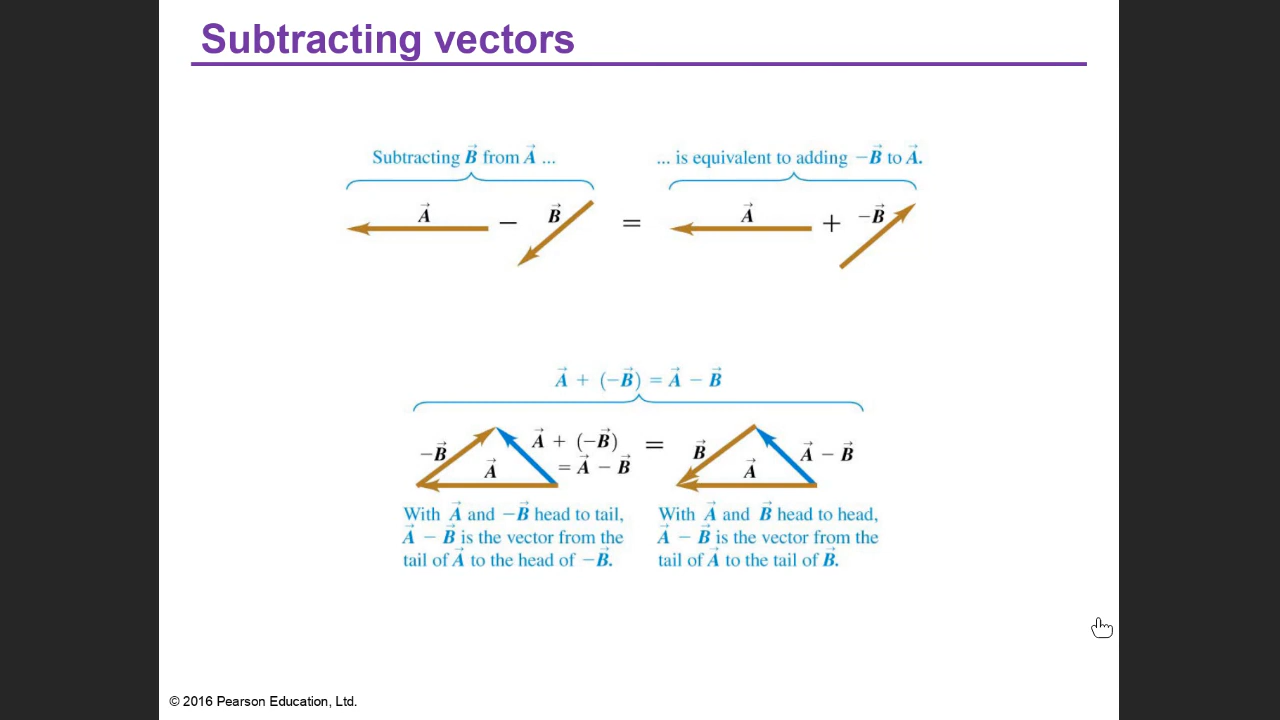 Subtracting vectors
Subtracting B⃗ from A⃗ ...
... is equivalent to adding −B⃗ to A⃗.
A⃗ − B⃗ = A⃗ + −B⃗
A⃗ + (−B⃗) = A⃗ − B⃗
−B⃗
A⃗
A⃗ + (−B⃗)
= A⃗ − B⃗
=
B⃗
A⃗
A⃗ − B⃗
With A⃗ and −B⃗ head to tail,
A⃗ − B⃗ is the vector from the
tail of A⃗ to the head of −B⃗.
With A⃗ and B⃗ head to head,
A⃗ − B⃗ is the vector from the
tail of A⃗ to the tail of B⃗.
© 2016 Pearson Education, Ltd.